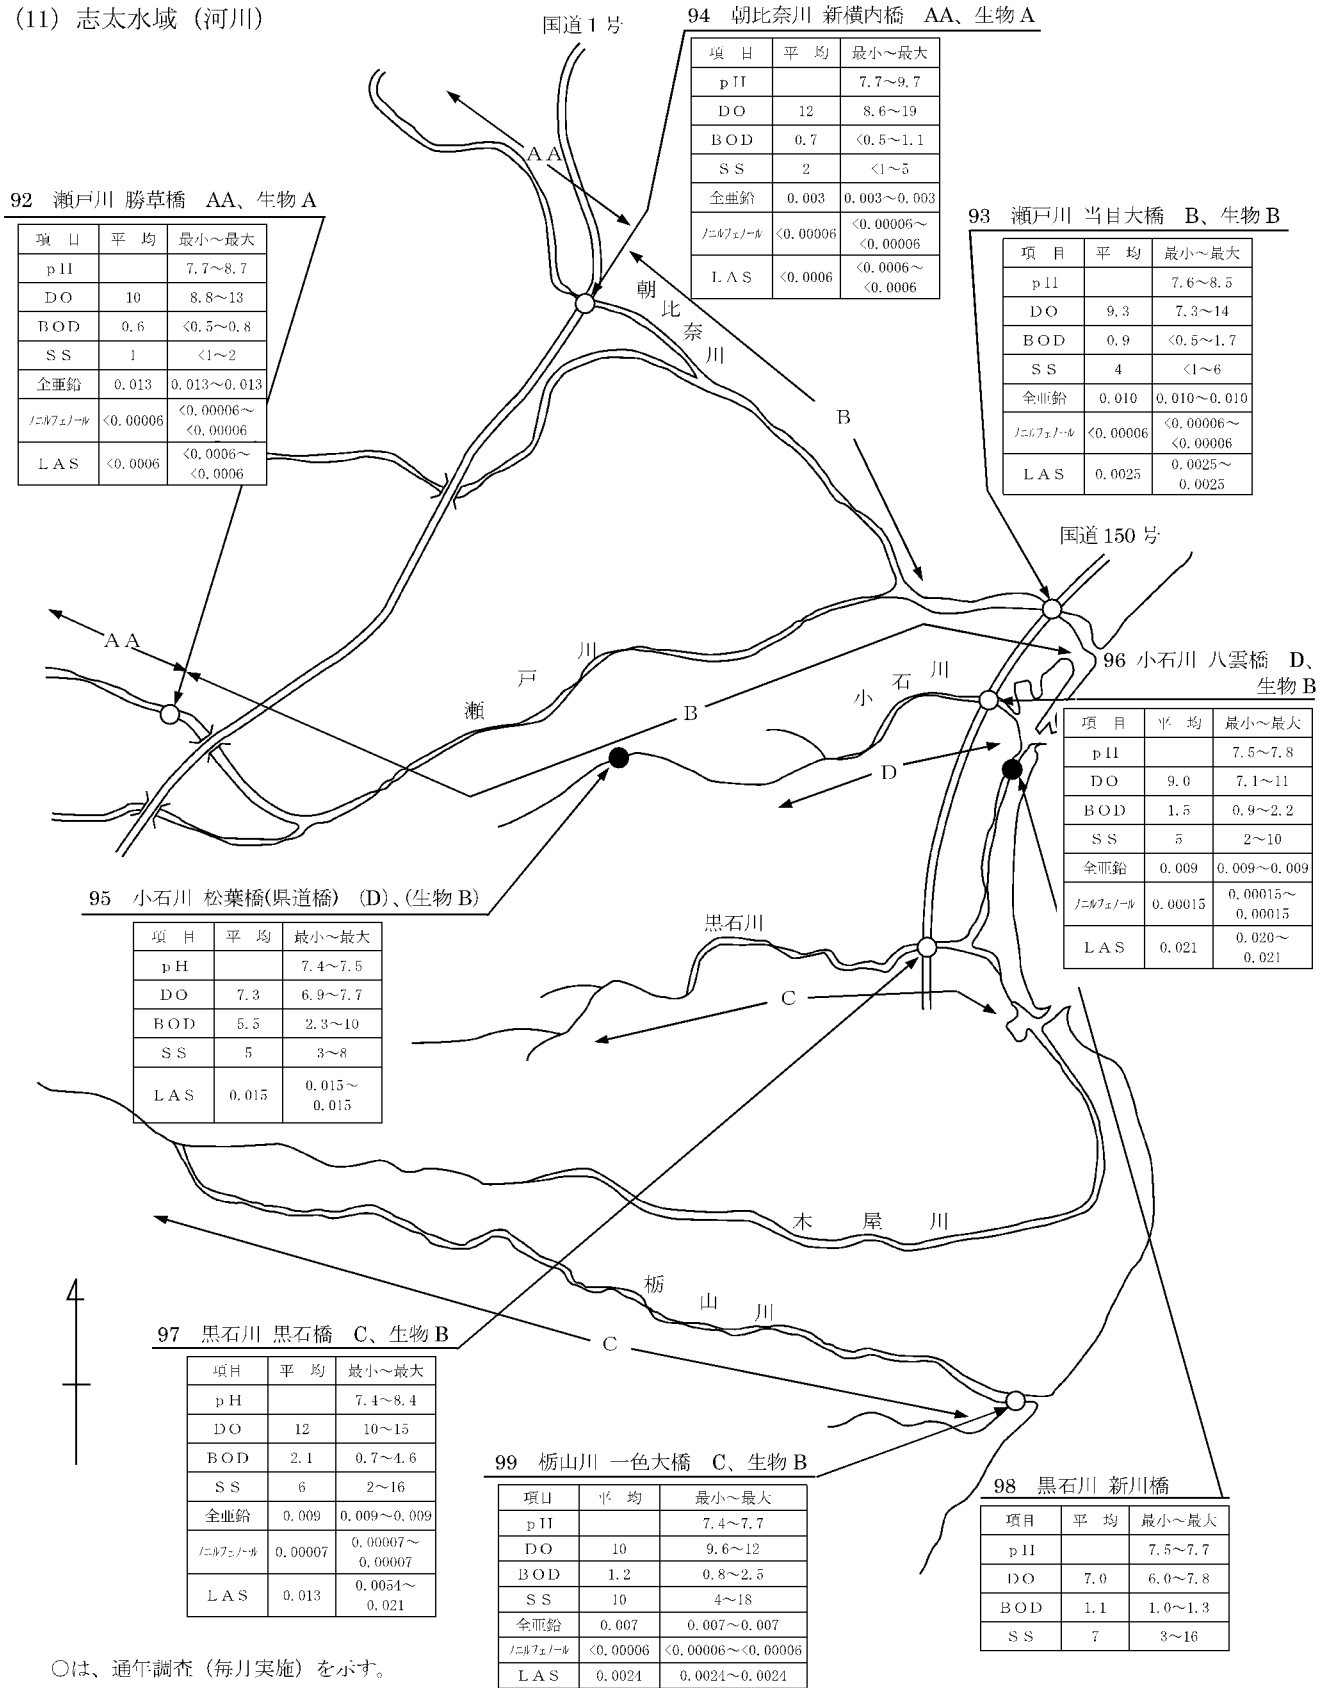 (11) 志太水域 (河川)
国道1号
94 朝比奈川 新横内橋 AA、生物A
項 目 平 均 最小～最大
pH 7.7～9.7
DO 12 8.6～19
BOD 0.7 <0.5～1.1
SS 2 <1～5
全亜鉛 0.003 0.003～0.003
ノニルフェノール <0.00006 <0.00006～
<0.00006
LAS <0.0006 <0.0006～
<0.0006
AA
92 瀬戸川 勝草橋 AA、生物A
項 目 平 均 最小～最大
pH 7.7～8.7
DO 10 8.8～13
BOD 0.6 <0.5～0.8
SS 1 <1～2
全亜鉛 0.013 0.013～0.013
ノニルフェノール <0.00006 <0.00006～
<0.00006
LAS <0.0006 <0.0006～
<0.0006
93 瀬戸川 当目大橋 B、生物B
項 目 平 均 最小～最大
pH 7.6～8.5
DO 9.3 7.3～14
BOD 0.9 <0.5～1.7
SS 4 <1～6
全亜鉛 0.010 0.010～0.010
ノニルフェノール <0.00006 <0.00006～
<0.00006
LAS 0.0025 0.0025～
0.0025
朝比奈川
B
国道150号
AA
瀬戸川
B
小石川
D
96 小石川 八雲橋 D、
生物B
項 目 平 均 最小～最大
pH 7.5～7.8
DO 9.0 7.1～11
BOD 1.5 0.9～2.2
SS 5 2～10
全亜鉛 0.009 0.009～0.009
ノニルフェノール 0.00015 0.00015～
0.00015
LAS 0.021 0.020～
0.021
95 小石川 松葉橋(県道橋) (D)、(生物B)
項 目 平 均 最小～最大
pH 7.4～7.5
DO 7.3 6.9～7.7
BOD 5.5 2.3～10
SS 5 3～8
LAS 0.015 0.015～
0.015
黒石川
C
木屋川
栃山川
C
97 黒石川 黒石橋 C、生物B
項目 平 均 最小～最大
pH 7.4～8.4
DO 12 10～15
BOD 2.1 0.7～4.6
SS 6 2～16
全亜鉛 0.009 0.009～0.009
ノニルフェノール 0.00007 0.00007～
0.00007
LAS 0.013 0.0054～
0.021
99 栃山川 一色大橋 C、生物B
項目 平 均 最小～最大
pH 7.4～7.7
DO 10 9.6～12
BOD 1.2 0.8～2.5
SS 10 4～18
全亜鉛 0.007 0.007～0.007
ノニルフェノール <0.00006 <0.00006～<0.00006
LAS 0.0024 0.0024～0.0024
98 黒石川 新川橋
項目 平 均 最小～最大
pH 7.5～7.7
DO 7.0 6.0～7.8
BOD 1.1 1.0～1.3
SS 7 3～16
○は、通年調査（毎月実施）を示す。